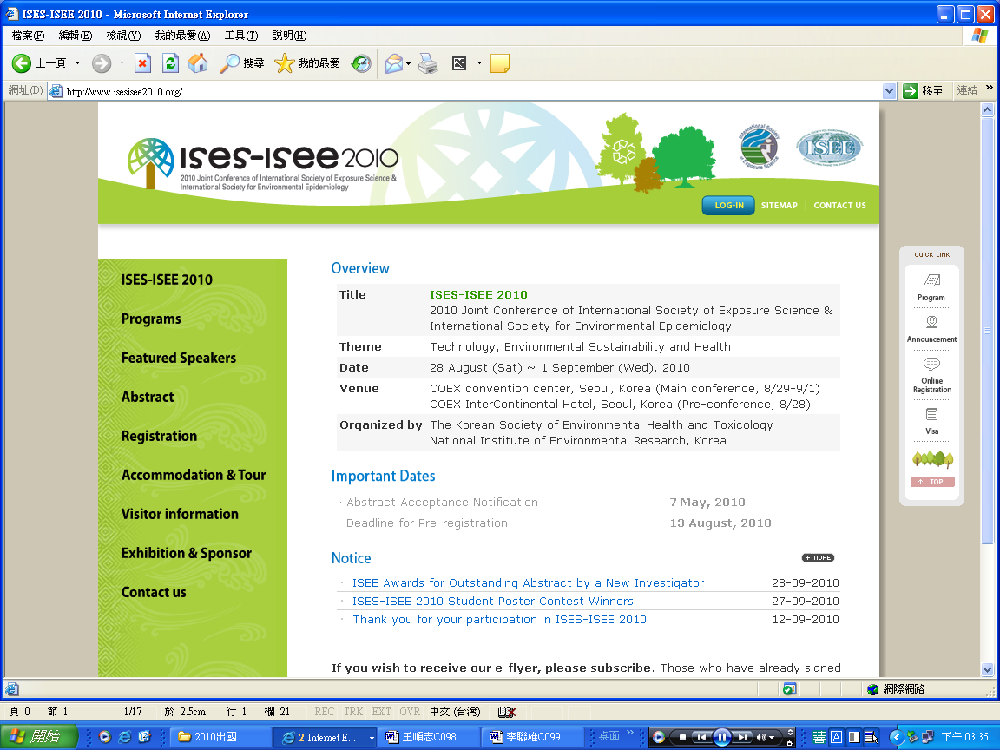 ISES-ISEE 2010 - Microsoft Internet Explorer
檔案(F) 編輯(E) 檢視(V) 我的最愛(A) 工具(T) 說明(H)
上一頁 搜尋 我的最愛
網址(D) http://www.isesisee2010.org/ 移至 連結 »
ises-isee 2010
2010 Joint Conference of International Society of Exposure Science &
International Society for Environmental Epidemiology
International Society
Exposure Science
ISEE
LOG-IN SITEMAP | CONTACT US
ISES-ISEE 2010
Programs
Featured Speakers
Abstract
Registration
Accommodation & Tour
Visitor information
Exhibition & Sponsor
Contact us
Overview
Title ISES-ISEE 2010
2010 Joint Conference of International Society of Exposure Science &
International Society for Environmental Epidemiology
Theme Technology, Environmental Sustainability and Health
Date 28 August (Sat) ~ 1 September (Wed), 2010
Venue COEX convention center, Seoul, Korea (Main conference, 8/29-9/1)
COEX InterContinental Hotel, Seoul, Korea (Pre-conference, 8/28)
Organized by The Korean Society of Environmental Health and Toxicology
National Institute of Environmental Research, Korea
Important Dates
· Abstract Acceptance Notification 7 May, 2010
· Deadline for Pre-registration 13 August, 2010
Notice +MORE
· ISEE Awards for Outstanding Abstract by a New Investigator 28-09-2010
· ISES-ISEE 2010 Student Poster Contest Winners 27-09-2010
· Thank you for your participation in ISES-ISEE 2010 12-09-2010
If you wish to receive our e-flyer, please subscribe. Those who have already signed
QUICK LINK
Program
Announcement
Online
Registration
Visa
↑ TOP
網際網路
頁 0 節 1 1/17 於 2.5cm 行 1 欄 21 REC TRK EXT OVR 中文 (台灣)
開始 2010出國 2 Internet E... 王順志C098... 李聯雄C099... 桌面 » 下午 03:36